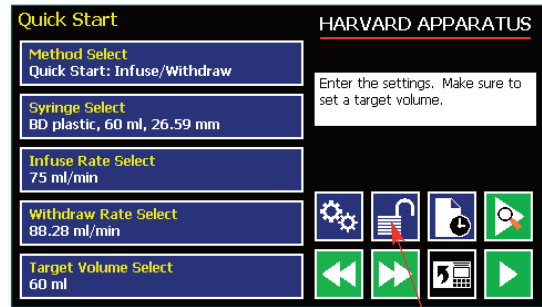 Quick Start
Method Select
Quick Start: Infuse/Withdraw
Syringe Select
BD plastic, 60 ml, 26.59 mm
Infuse Rate Select
75 ml/min
Withdraw Rate Select
88.28 ml/min
Target Volume Select
60 ml
HARVARD APPARATUS
Enter the settings. Make sure to
set a target volume.